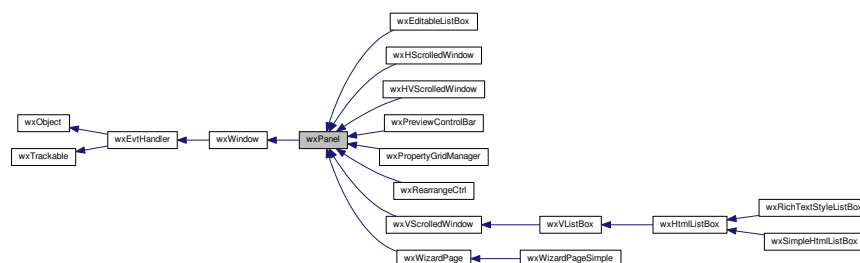 wxEditableListBox
wxHScrolledWindow
wxHVScrolledWindow
wxPreviewControlBar
wxObject
wxTrackable
wxEvtHandler
wxWindow
wxPanel
wxPropertyGridManager
wxRearrangeCtrl
wxVScrolledWindow
wxVListBox
wxHtmlListBox
wxRichTextStyleListBox
wxSimpleHtmlListBox
wxWizardPage
wxWizardPageSimple